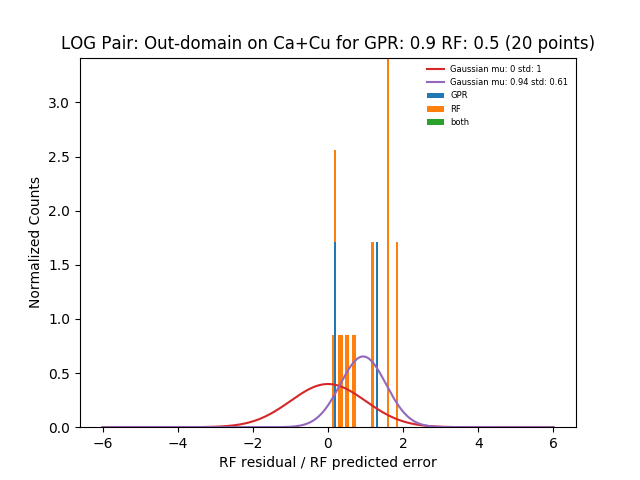 LOG Pair: Out-domain on Ca+Cu for GPR: 0.9 RF: 0.5 (20 points)
Gaussian mu: 0 std: 1
Gaussian mu: 0.94 std: 0.61
GPR
RF
both
Normalized Counts
3.0
2.5
2.0
1.5
1.0
0.5
0.0
−6 −4 −2 0 2 4 6
RF residual / RF predicted error